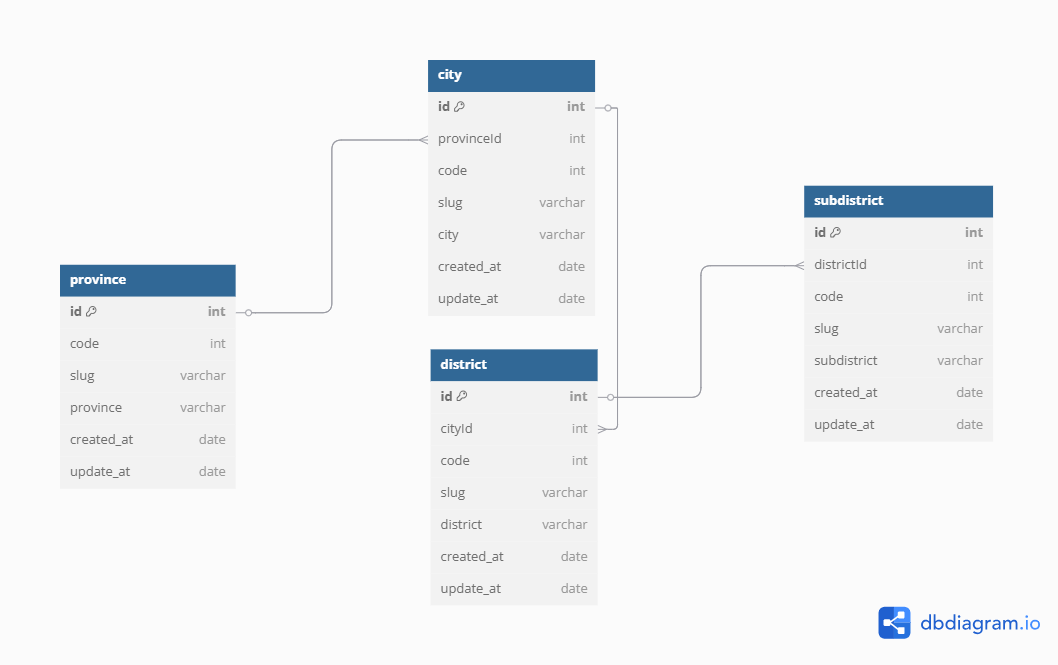 city
id int
provinceId int
code int
slug varchar
city varchar
created_at date
update_at date
province
id int
code int
slug varchar
province varchar
created_at date
update_at date
district
id int
cityId int
code int
slug varchar
district varchar
created_at date
update_at date
subdistrict
id int
districtId int
code int
slug varchar
subdistrict varchar
created_at date
update_at date
dbdiagram.io